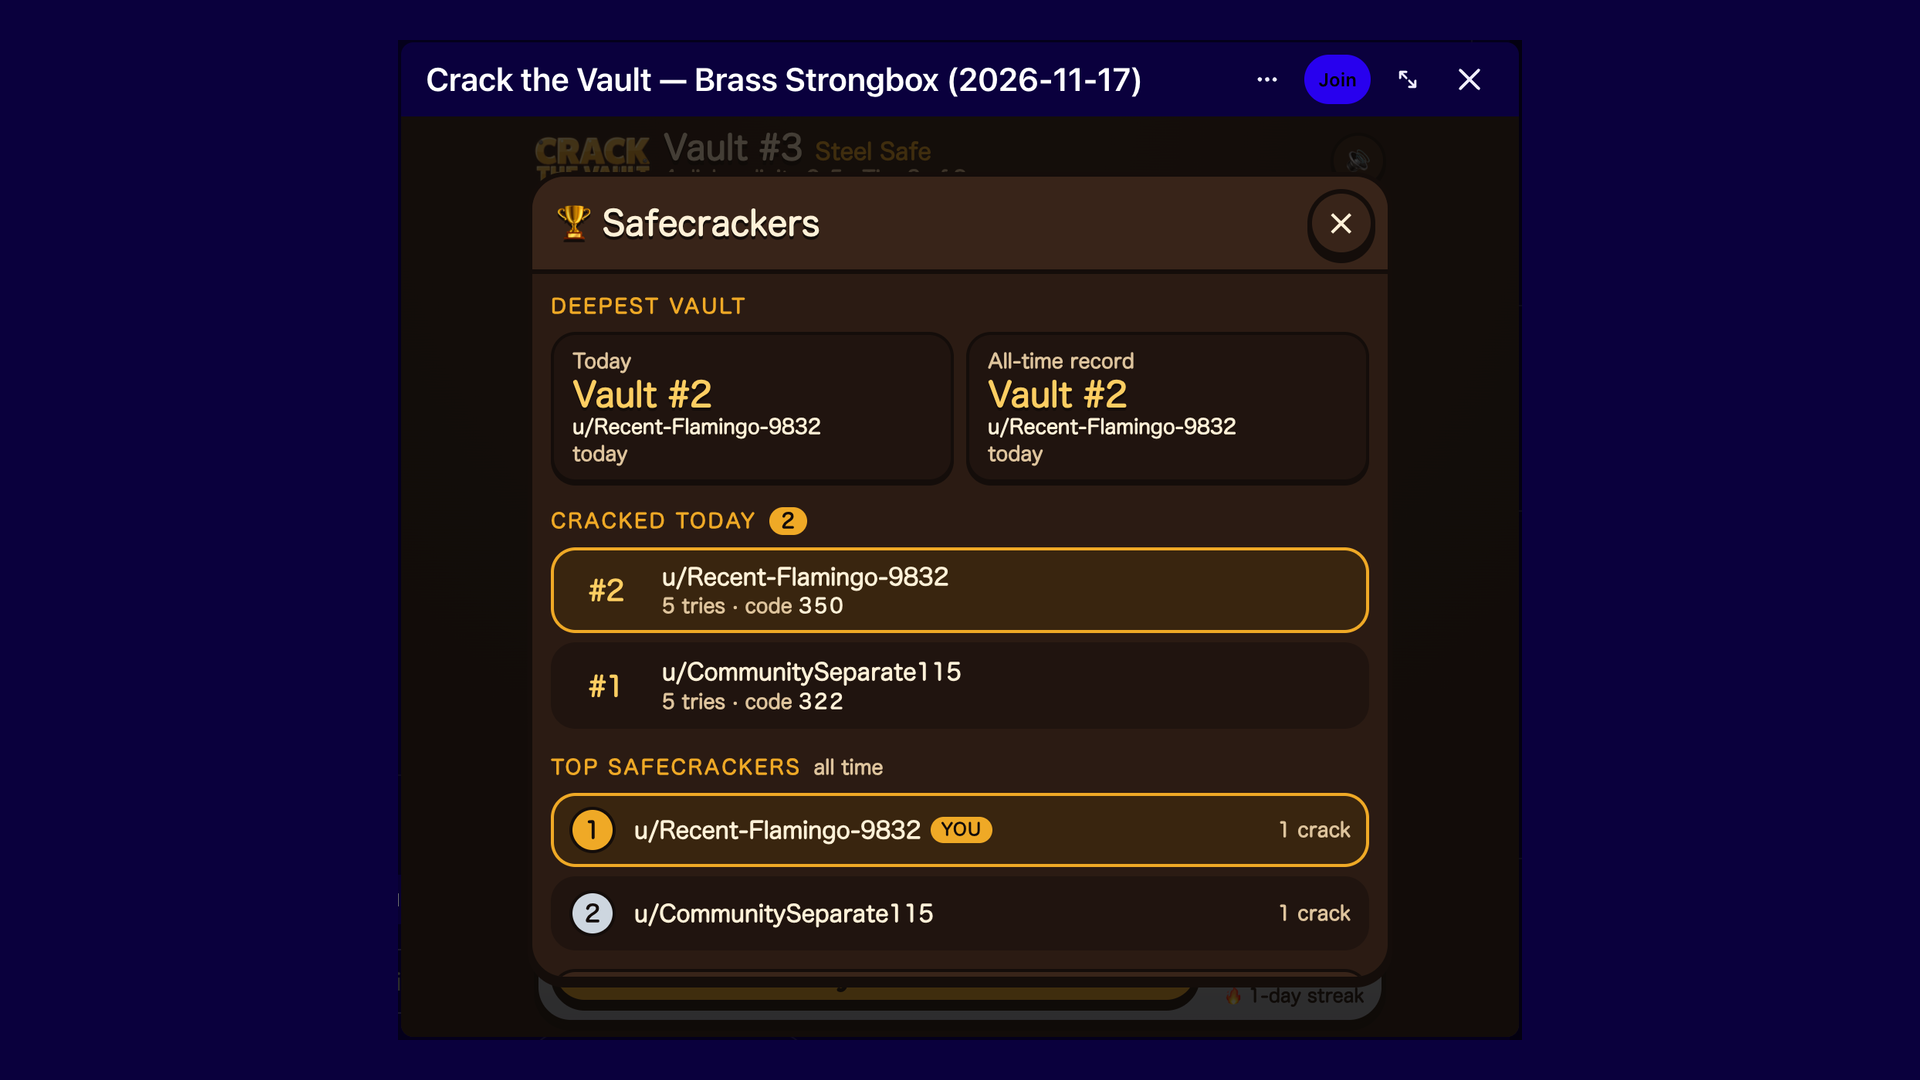 Crack the Vault — Brass Strongbox (2026-11-17)
Join
CRACK
THE VAULT
Vault #3 Steel Safe
🏆 Safecrackers
DEEPEST VAULT
Today
Vault #2
u/Recent-Flamingo-9832
today
All-time record
Vault #2
u/Recent-Flamingo-9832
today
CRACKED TODAY 2
#2
u/Recent-Flamingo-9832
5 tries · code 350
#1
u/CommunitySeparate115
5 tries · code 322
TOP SAFECRACKERS all time
1 u/Recent-Flamingo-9832 YOU 1 crack
2 u/CommunitySeparate115 1 crack
🔥 1-day streak